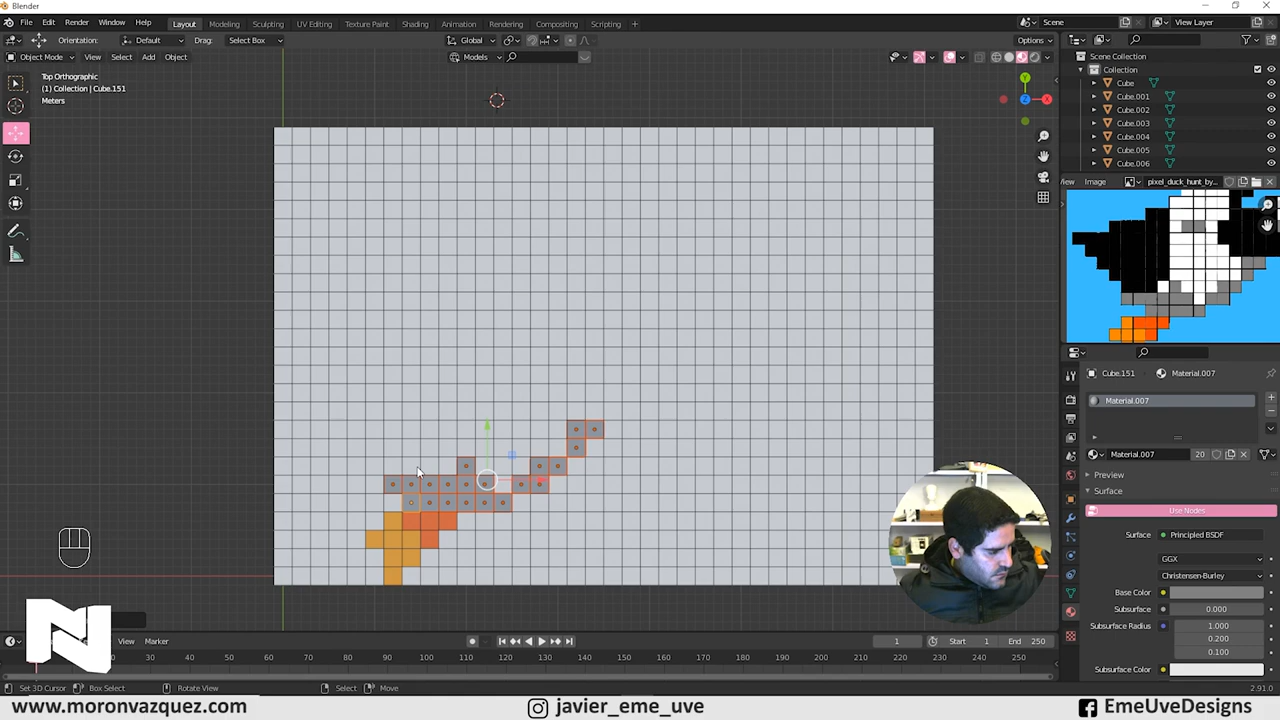 Blender
File Edit Render Window Help Layout Modeling Sculpting UV Editing Texture Paint Shading Animation Rendering Compositing Scripting + Scene View Layer
Orientation: Default Drag: Select Box Global Options
Object Mode View Select Add Object Models
Top Orthographic
(1) Collection | Cube.151
Meters
Y
X
Z
Scene Collection
Collection
Cube
Cube.001
Cube.002
Cube.003
Cube.004
Cube.005
Cube.006
View Image pixel_duck_hunt_by...
Cube.151 Material.007
Material.007
Material.007 20
Preview
Surface
Use Nodes
Surface: Principled BSDF
GGX
Christensen-Burley
Base Color
Subsurface 0.000
Subsurface Radius 1.000
0.200
0.100
Subsurface Color
N
View Marker 1 Start 1 End 250
30 40 50 60 70 80 90 100 110 120 130 140 150 160 170 180 190 200 210 220 230 240 250
Set 3D Cursor Box Select Rotate View Select Move 2.91.0
www.moronvazquez.com javier_eme_uve EmeUveDesigns